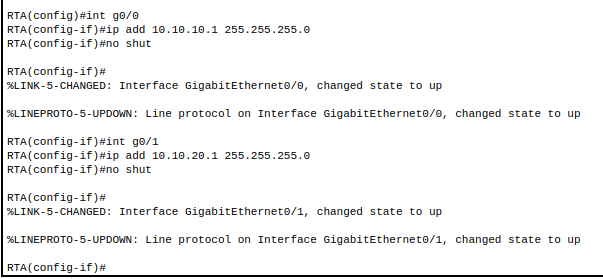 RTA(config)#int g0/0
RTA(config-if)#ip add 10.10.10.1 255.255.255.0
RTA(config-if)#no shut
RTA(config-if)#
%LINK-5-CHANGED: Interface GigabitEthernet0/0, changed state to up
%LINEPROTO-5-UPDOWN: Line protocol on Interface GigabitEthernet0/0, changed state to up
RTA(config-if)#int g0/1
RTA(config-if)#ip add 10.10.20.1 255.255.255.0
RTA(config-if)#no shut
RTA(config-if)#
%LINK-5-CHANGED: Interface GigabitEthernet0/1, changed state to up
%LINEPROTO-5-UPDOWN: Line protocol on Interface GigabitEthernet0/1, changed state to up
RTA(config-if)#